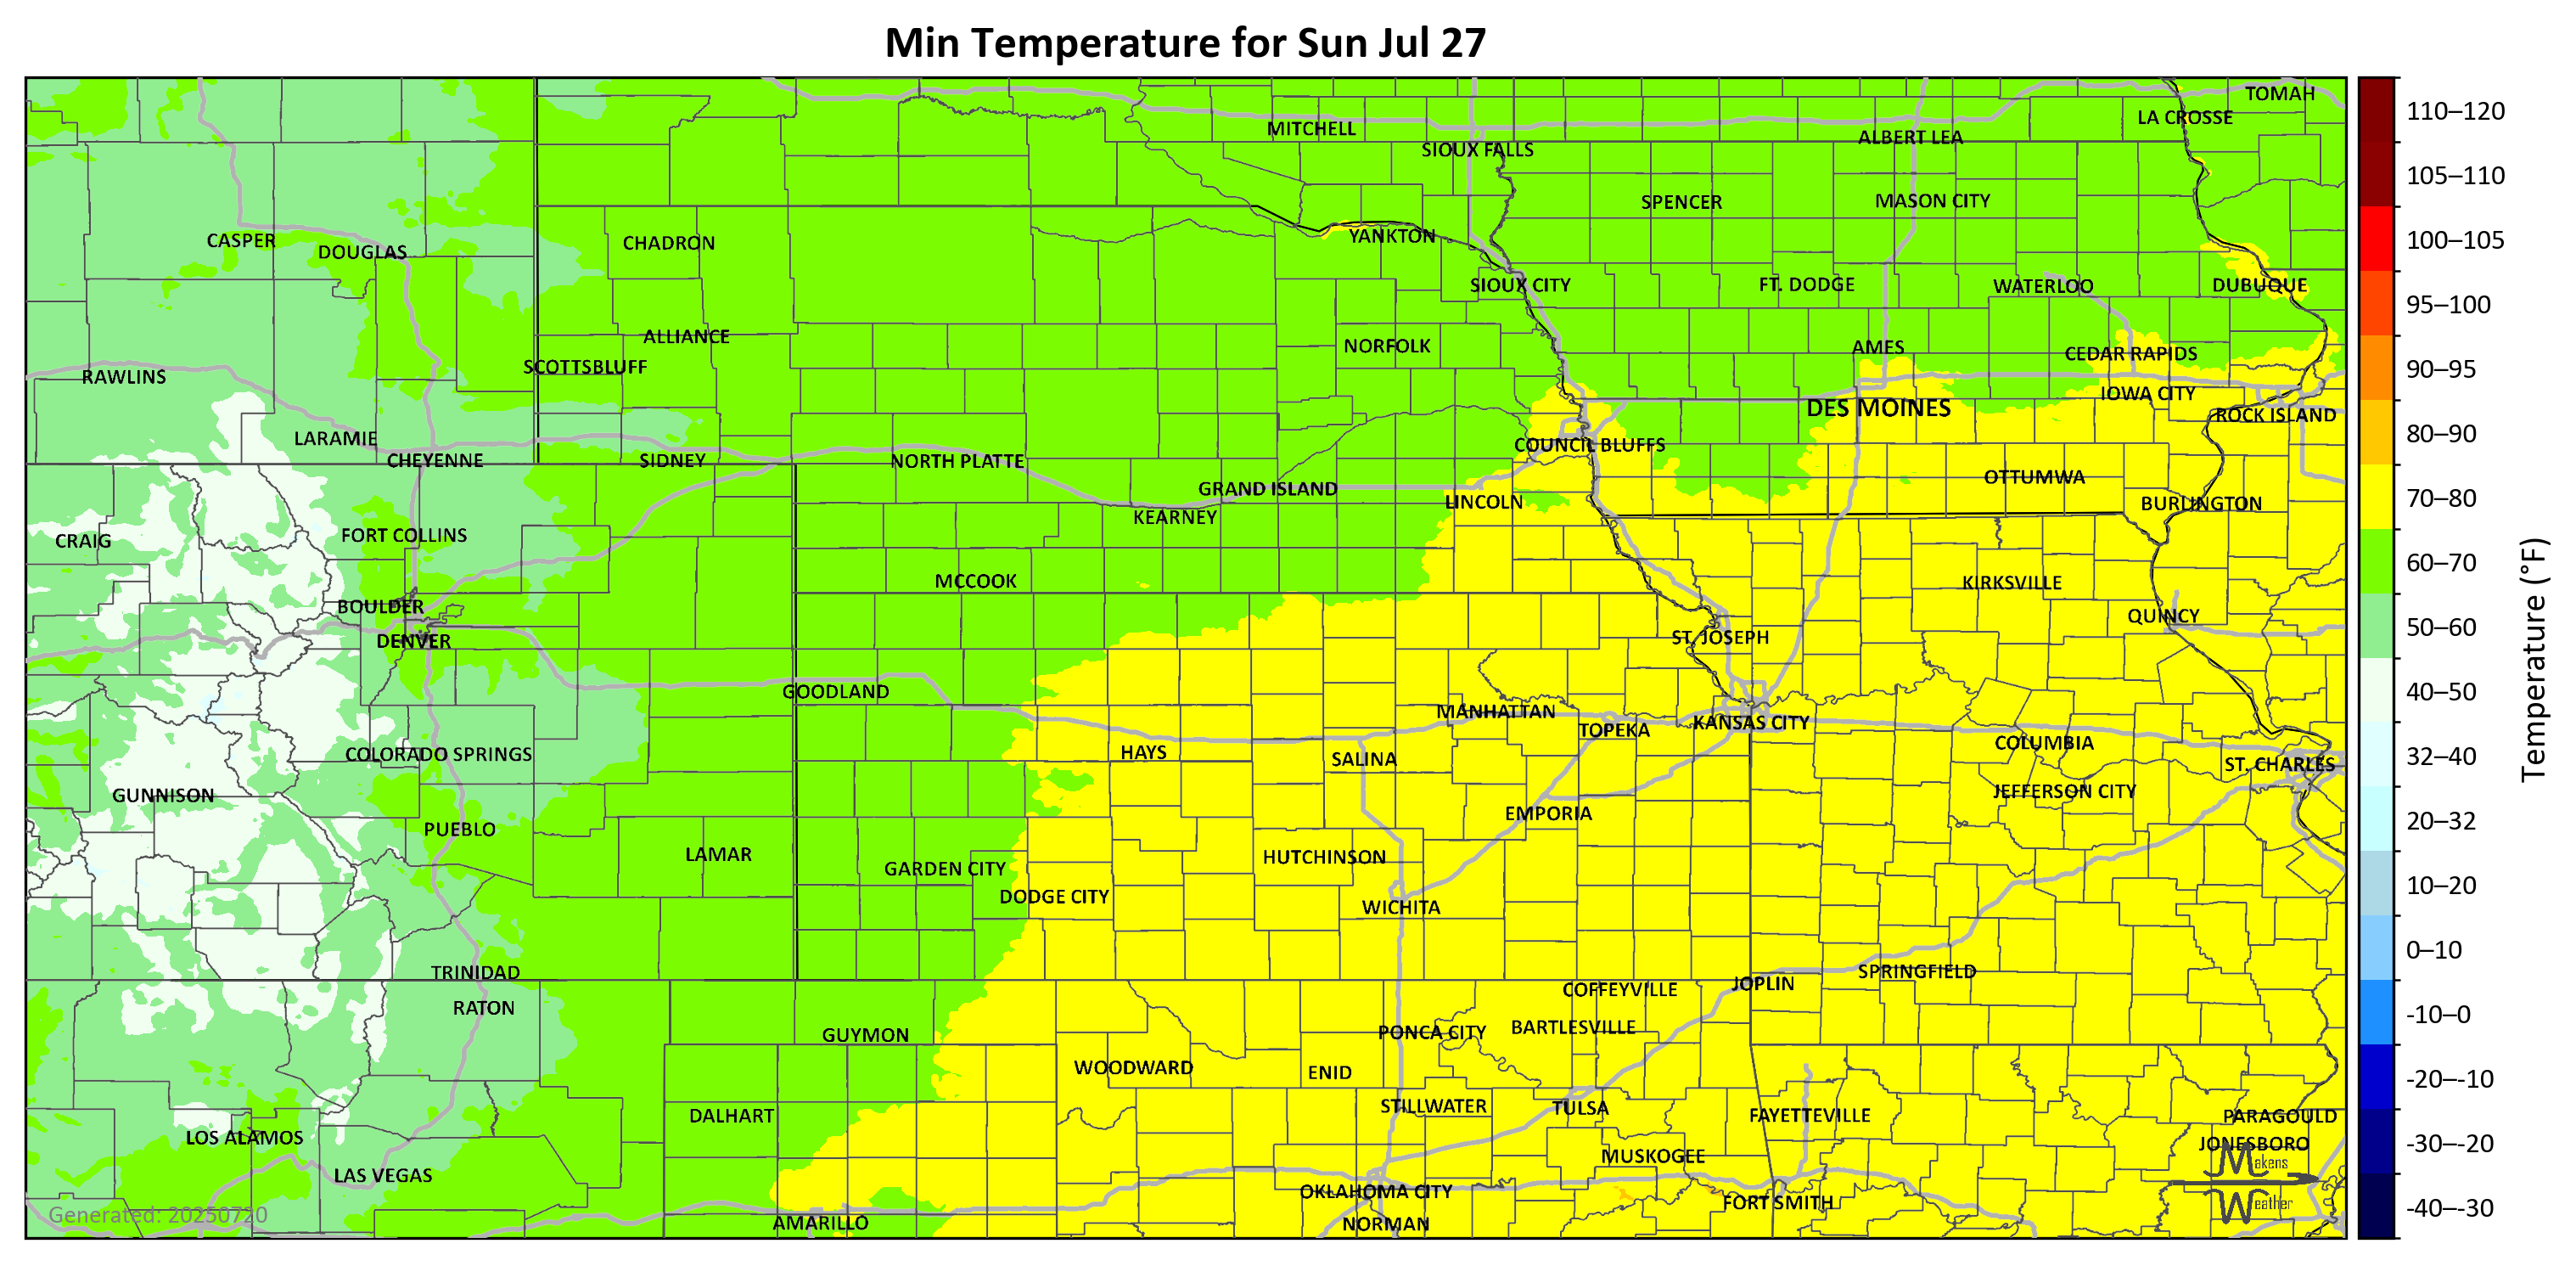 Min Temperature for Sun Jul 27
TOMAH
LA CROSSE
MITCHELL
ALBERT LEA
SIOUX FALLS
SPENCER
MASON CITY
CASPER
DOUGLAS
CHADRON
YANKTON
SIOUX CITY
FT. DODGE
WATERLOO
DUBUQUE
ALLIANCE
NORFOLK
AMES
CEDAR RAPIDS
SCOTTSBLUFF
RAWLINS
IOWA CITY
DES MOINES
ROCK ISLAND
LARAMIE
COUNCIL BLUFFS
CHEYENNE
SIDNEY
NORTH PLATTE
OTTUMWA
GRAND ISLAND
LINCOLN
BURLINGTON
KEARNEY
FORT COLLINS
CRAIG
MCCOOK
KIRKSVILLE
BOULDER
QUINCY
DENVER
ST. JOSEPH
GOODLAND
MANHATTAN
TOPEKA
KANSAS CITY
COLORADO SPRINGS
HAYS
SALINA
COLUMBIA
ST. CHARLES
GUNNISON
JEFFERSON CITY
EMPORIA
PUEBLO
LAMAR
HUTCHINSON
GARDEN CITY
DODGE CITY
WICHITA
TRINIDAD
SPRINGFIELD
JOPLIN
COFFEYVILLE
RATON
GUYMON
PONCA CITY
BARTLESVILLE
WOODWARD
ENID
STILLWATER
TULSA
DALHART
FAYETTEVILLE
PARAGOULD
LOS ALAMOS
JONESBORO
MUSKOGEE
LAS VEGAS
OKLAHOMA CITY
FORT SMITH
AMARILLO
NORMAN
Generated: 20250720
Makens
Weather
110–120
105–110
100–105
95–100
90–95
80–90
70–80
60–70
50–60
40–50
32–40
20–32
10–20
0–10
-10–0
-20–-10
-30–-20
-40–-30
Temperature (°F)